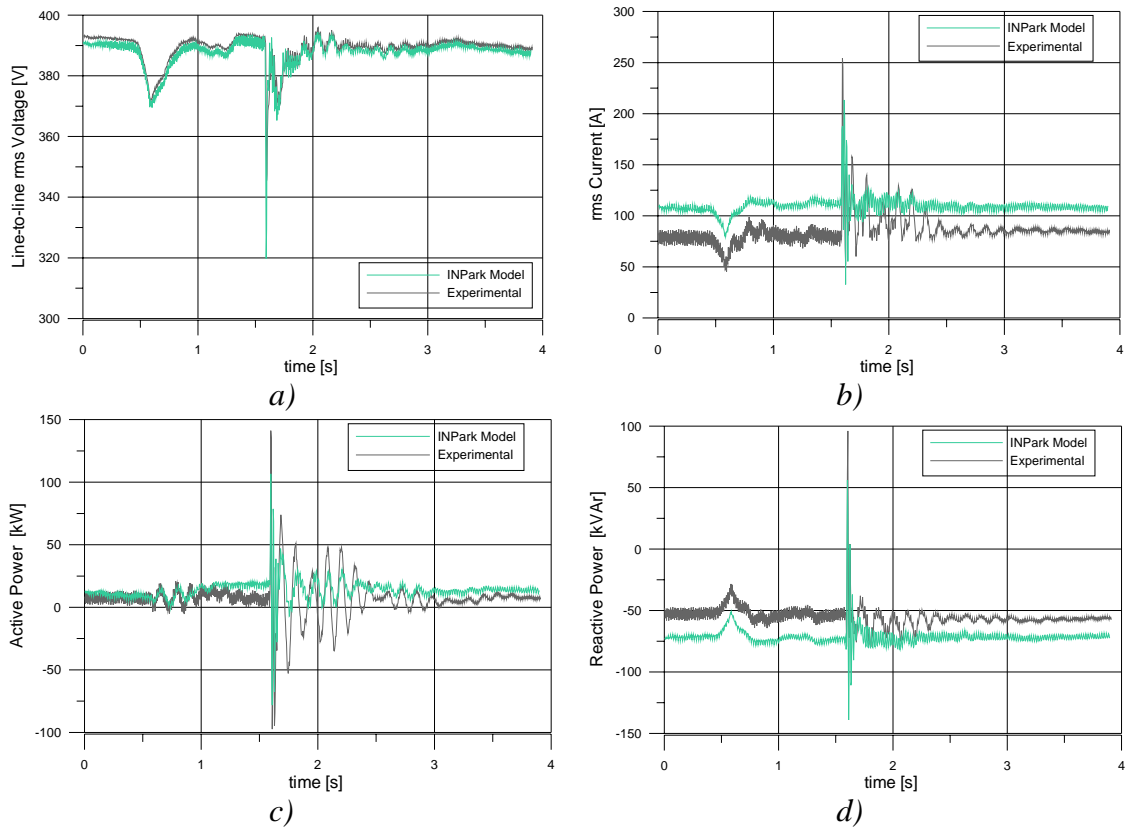 400
380
360
340
320
300
Line-to-line rms Voltage [V]
INPark Model
Experimental
0 1 2 3 4
time [s]
a)
300
250
200
150
100
50
0
rms Current [A]
INPark Model
Experimental
0 1 2 3 4
time [s]
b)
150
100
50
0
-50
-100
Active Power [kW]
INPark Model
Experimental
0 1 2 3 4
time [s]
c)
100
50
0
-50
-100
-150
Reactive Power [kVAr]
INPark Model
Experimental
0 1 2 3 4
time [s]
d)